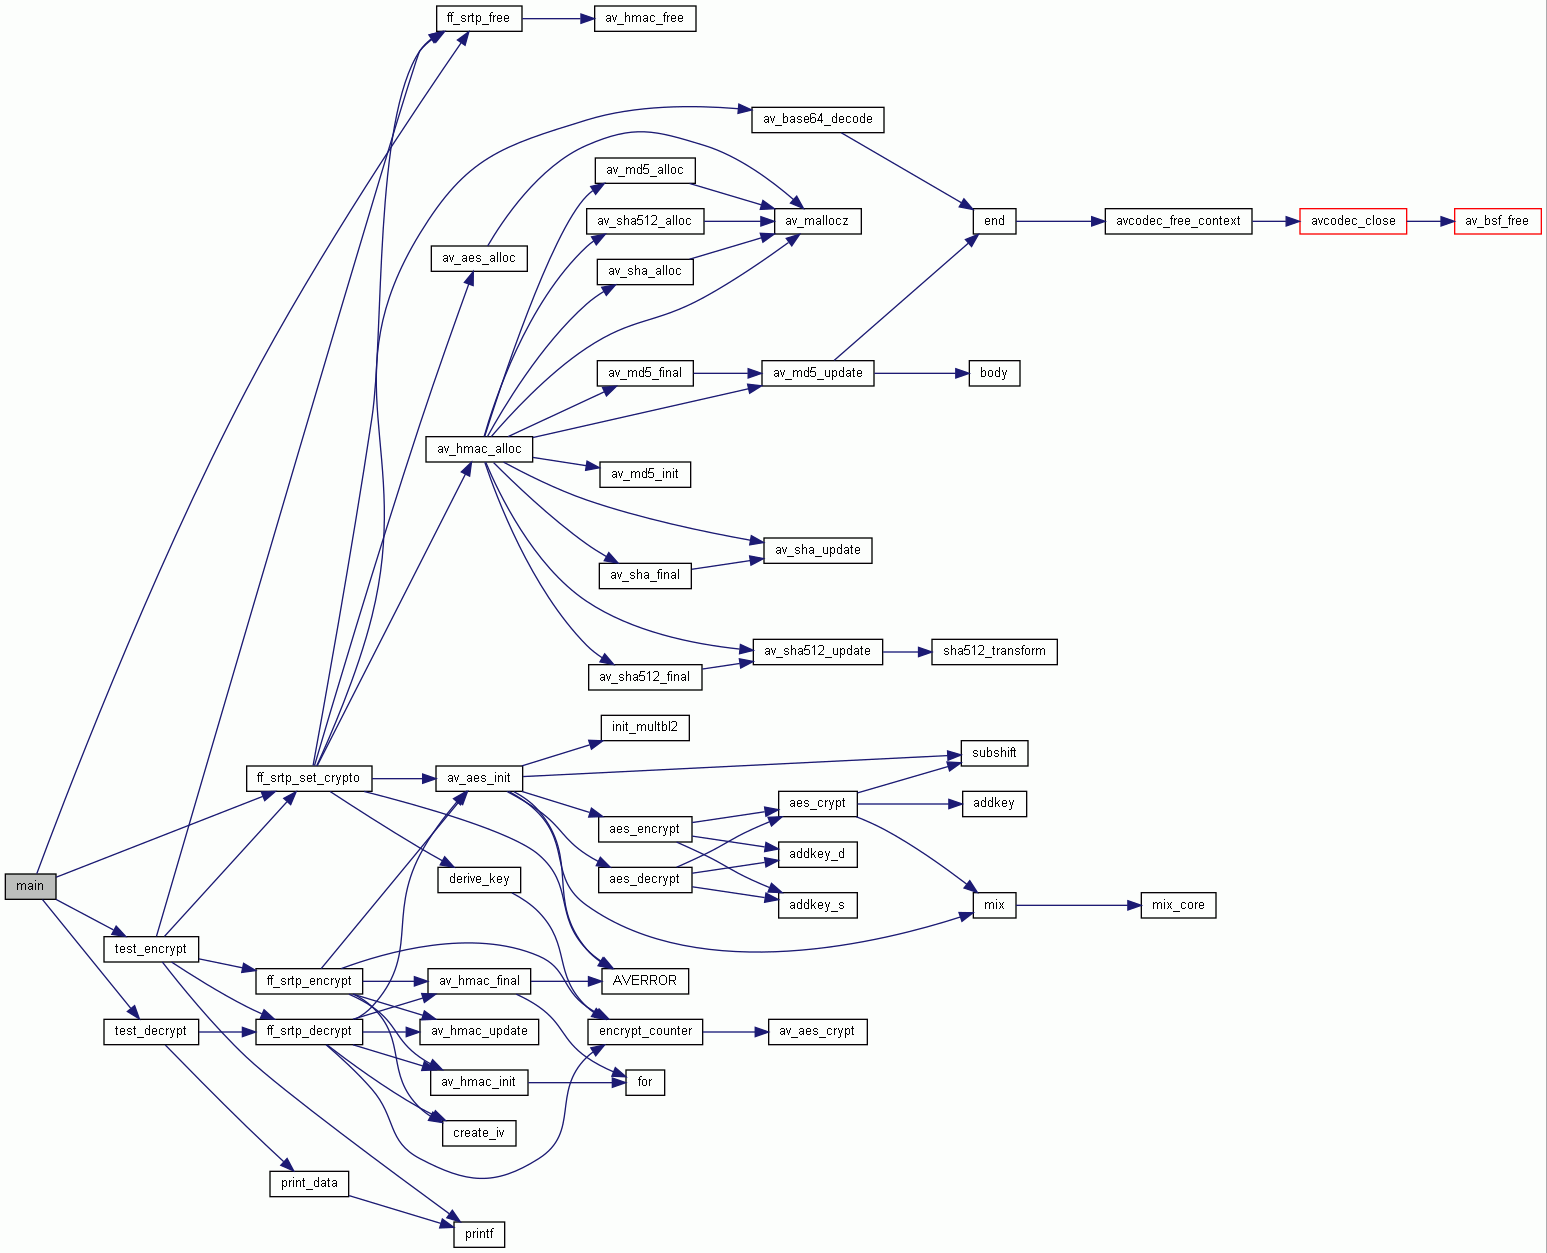 ff_srtp_free
av_hmac_free
av_base64_decode
av_md5_alloc
av_sha512_alloc
av_mallocz
end
avcodec_free_context
avcodec_close
av_bsf_free
av_aes_alloc
av_sha_alloc
av_md5_final
av_md5_update
body
av_hmac_alloc
av_md5_init
av_sha_update
av_sha_final
av_sha512_update
sha512_transform
av_sha512_final
init_multbl2
subshift
ff_srtp_set_crypto
av_aes_init
aes_crypt
addkey
aes_encrypt
addkey_d
derive_key
aes_decrypt
main
addkey_s
mix
mix_core
test_encrypt
ff_srtp_encrypt
av_hmac_final
AVERROR
test_decrypt
ff_srtp_decrypt
av_hmac_update
encrypt_counter
av_aes_crypt
av_hmac_init
for
create_iv
print_data
printf